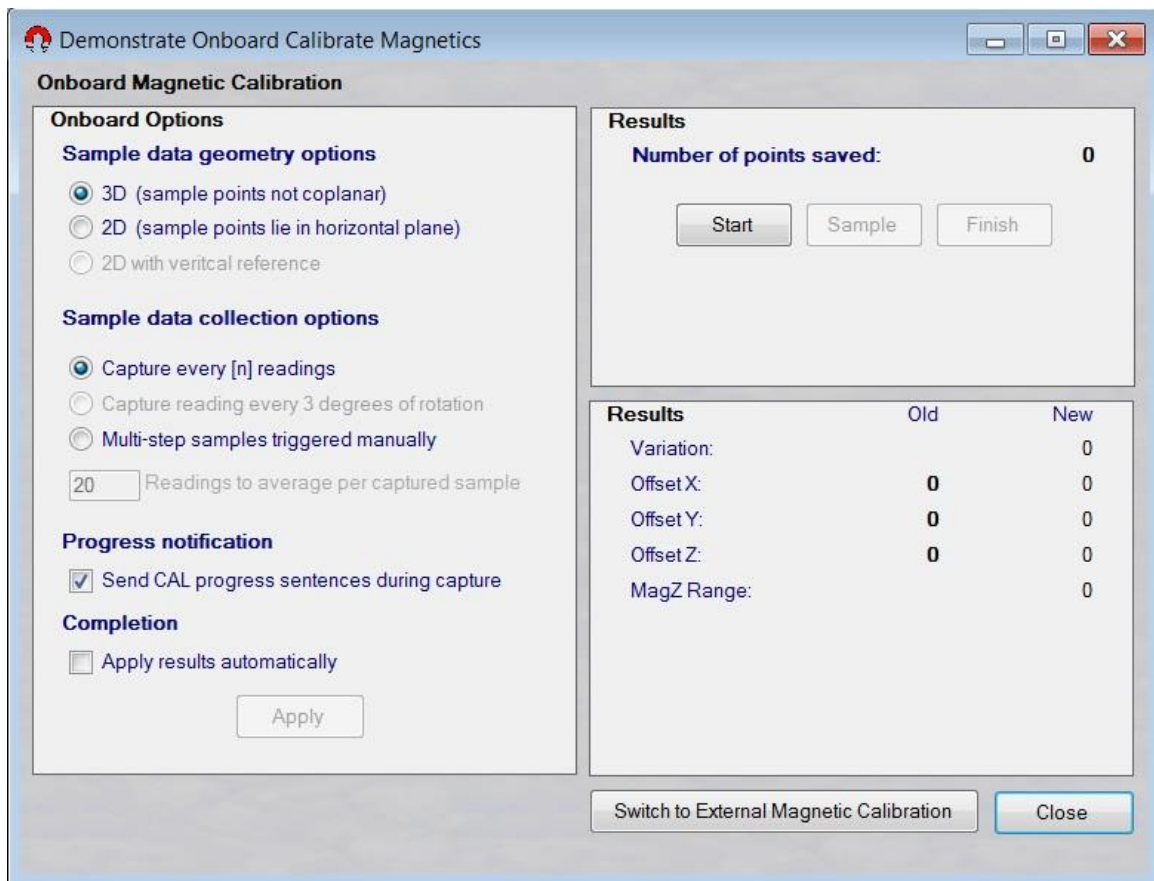 Demonstrate Onboard Calibrate Magnetics
Onboard Magnetic Calibration
Onboard Options
Sample data geometry options
3D (sample points not coplanar)
2D (sample points lie in horizontal plane)
2D with veritcal reference
Sample data collection options
Capture every [n] readings
Capture reading every 3 degrees of rotation
Multi-step samples triggered manually
20 Readings to average per captured sample
Progress notification
Send CAL progress sentences during capture
Completion
Apply results automatically
Apply
Results
Number of points saved: 0
Start Sample Finish
Results Old New
Variation: 0
Offset X: 0 0
Offset Y: 0 0
Offset Z: 0 0
MagZ Range: 0
Switch to External Magnetic Calibration Close